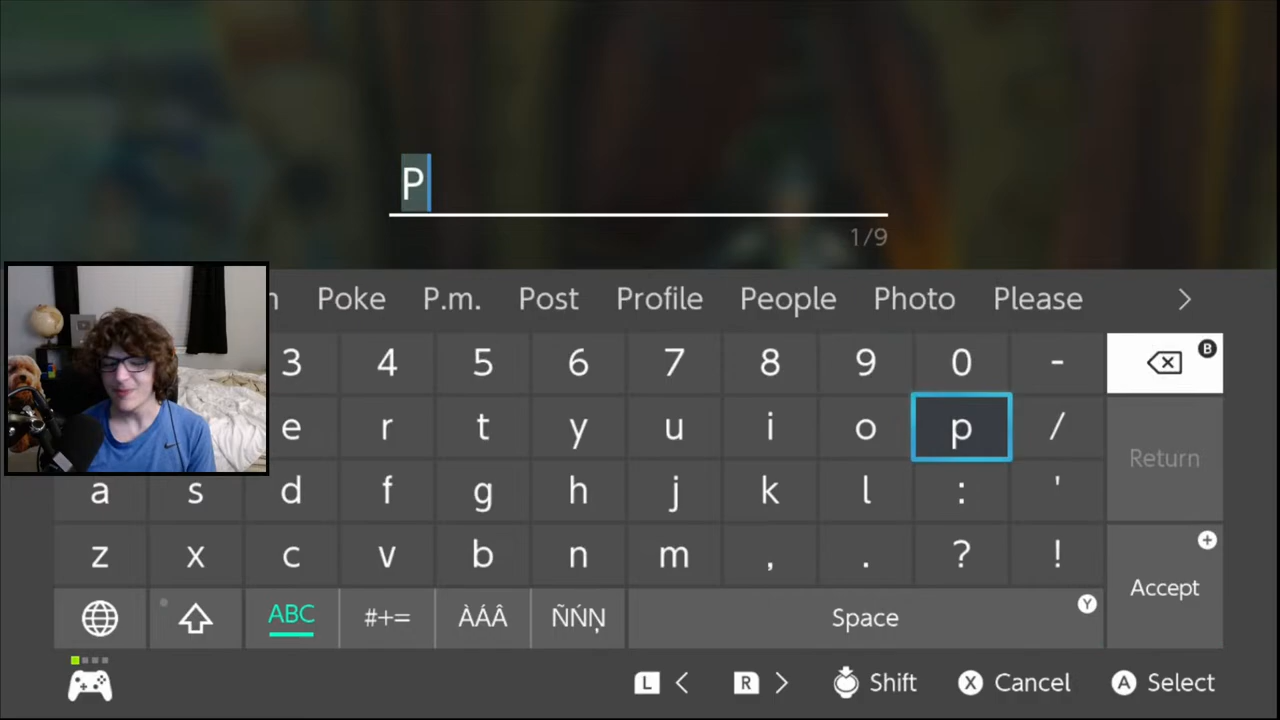 P
1/9
n Poke P.m. Post Profile People Photo Please >
3 4 5 6 7 8 9 0 - B
e r t y u i o p / Return
a s d f g h j k l : '
z x c v b n m , . ? ! + Accept
ABC #+= ÀÁÂ ÑŃŅ Space Y
L < R > Shift X Cancel A Select